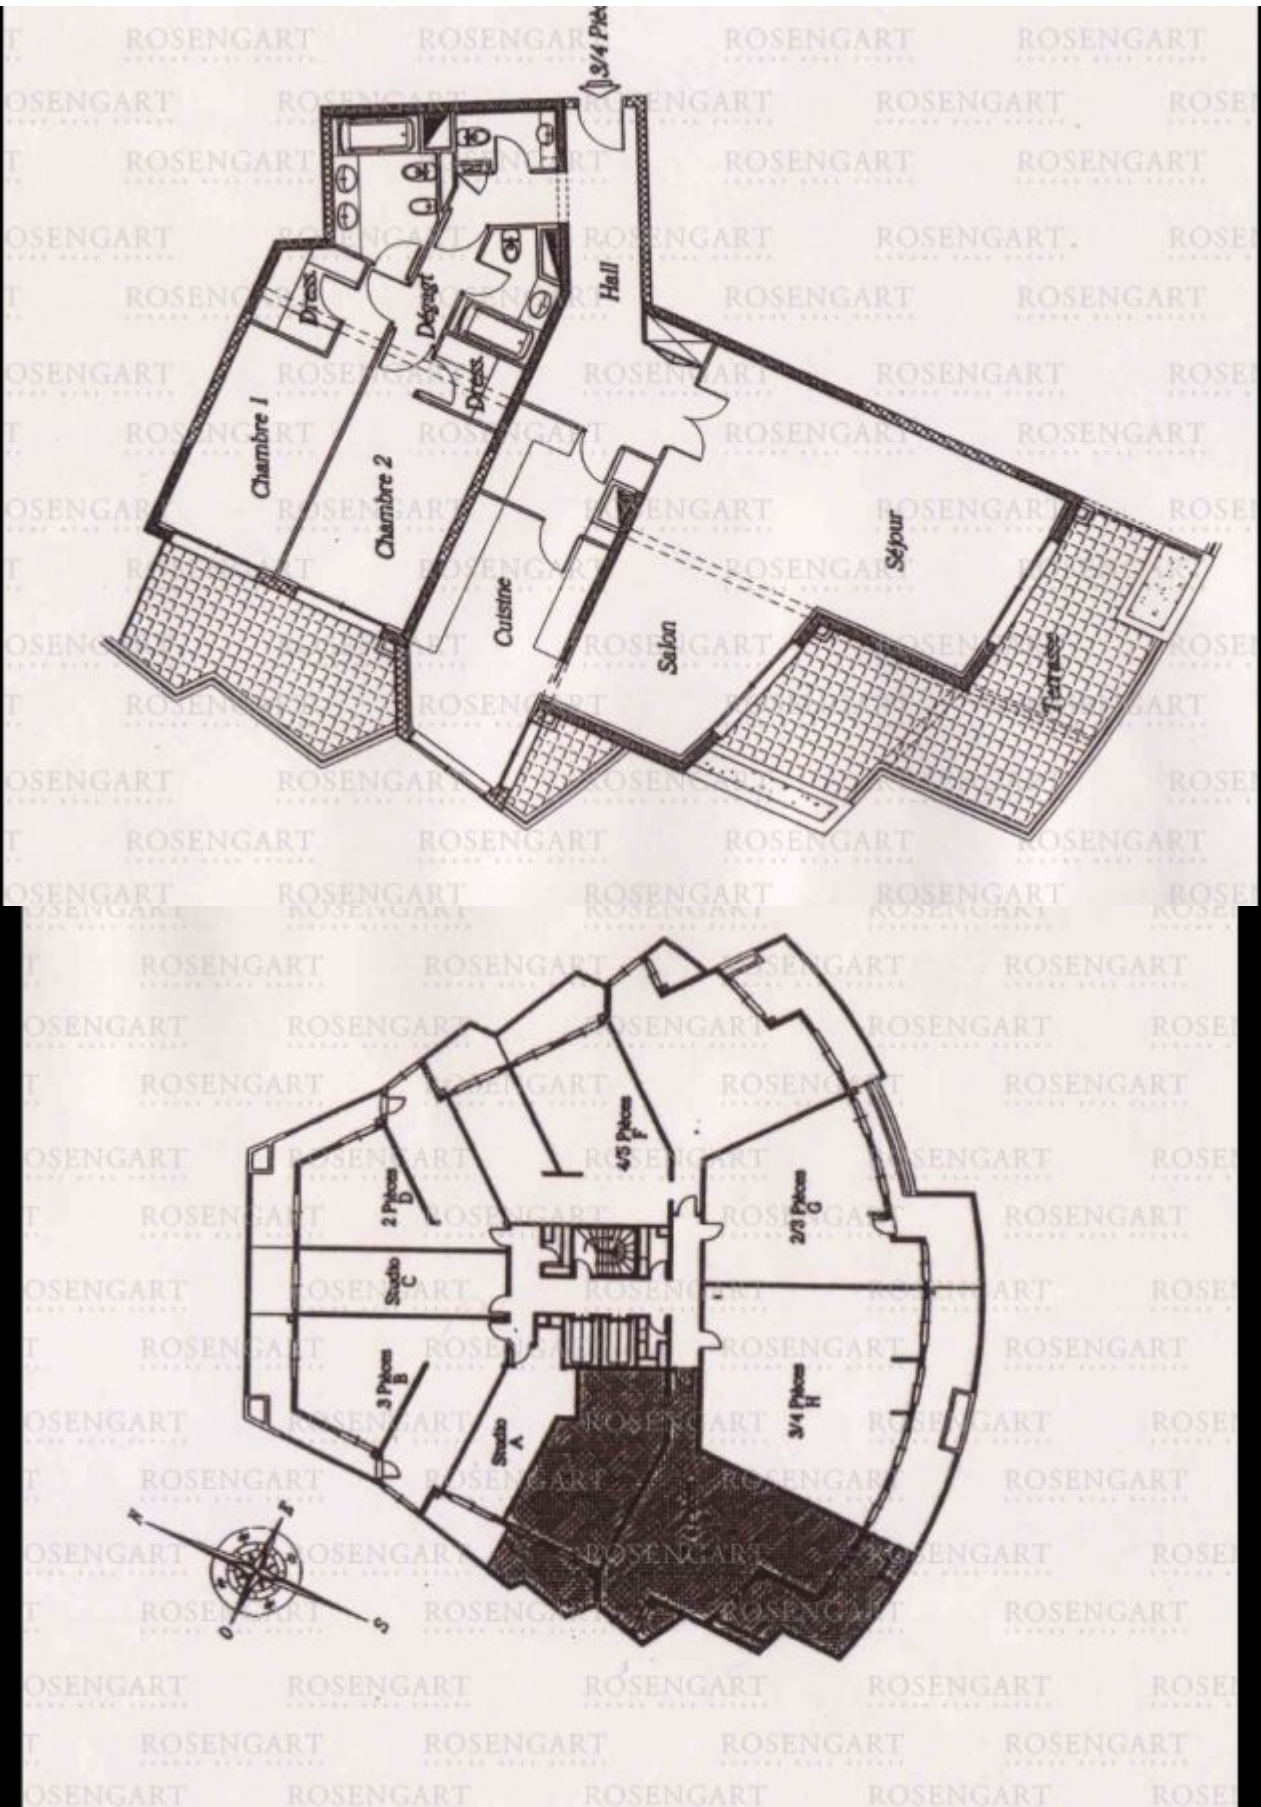 3/4 Piè
Hall
Dress.
Dégagt
Dress.
Chambre 1
Chambre 2
Cuisine
Salon
Séjour
Terrasse
4/5 Pièces
F
2 Pièces
D
2/3 Pièces
G
Studio
C
3 Pièces
B
3/4 Pièces
H
Studio
A
N
E
O
S
ROSENGART